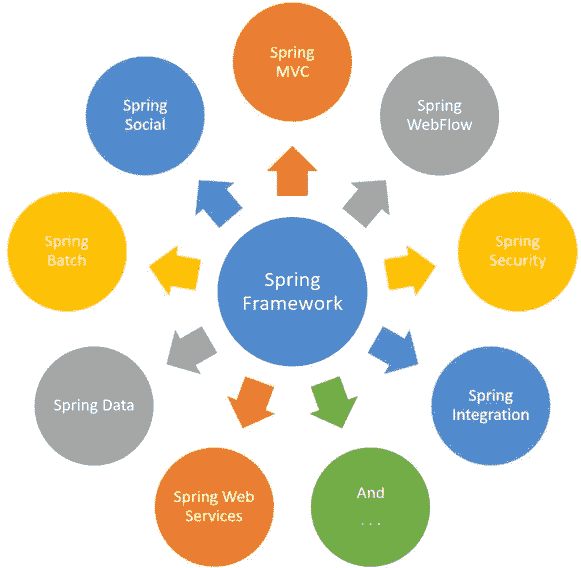 Spring
MVC
Spring
WebFlow
Spring
Security
Spring
Integration
And
. . .
Spring Web
Services
Spring Data
Spring
Batch
Spring
Social
Spring
Framework